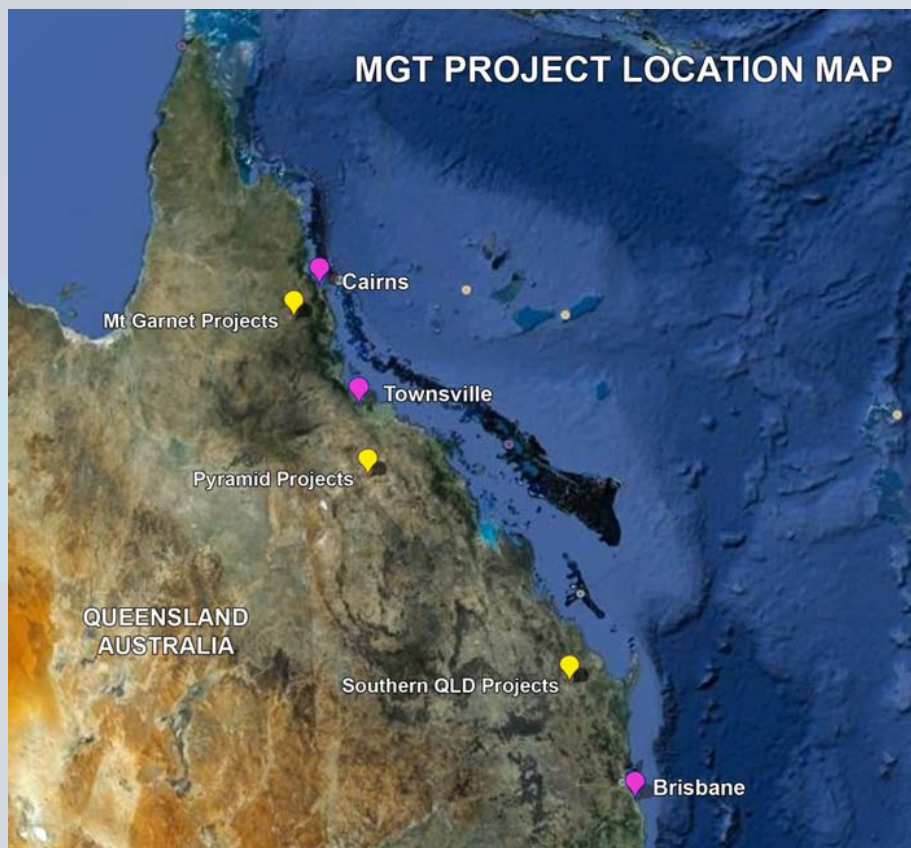 MGT PROJECT LOCATION MAP
Cairns
Mt Garnet Projects
Townsville
Pyramid Projects
QUEENSLAND
AUSTRALIA
Southern QLD Projects
Brisbane